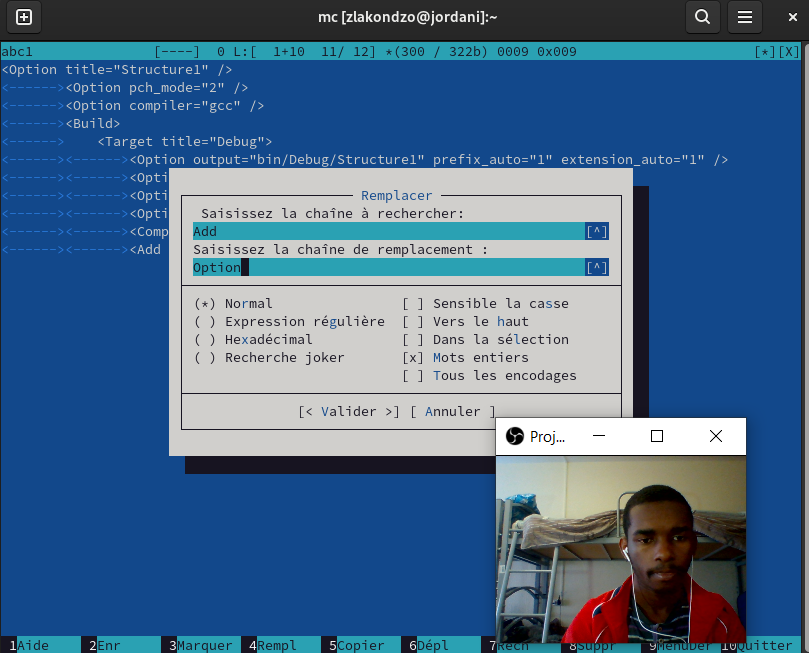 mc [zlakondzo@jordani]:~
abc1 [----] 0 L:[ 1+10 11/ 12] *(300 / 322b) 0009 0x009 [*][X]
<Option title="Structure1" />
<------><Option pch_mode="2" />
<------><Option compiler="gcc" />
<------><Build>
<------> <Target title="Debug">
<------><------><Option output="bin/Debug/Structure1" prefix_auto="1" extension_auto="1" />
<------><------><Opti
<------><------><Opti
<------><------><Opti
<------><------><Comp
<------><------><Add
Remplacer
Saisissez la chaîne à rechercher:
Add [^]
Saisissez la chaîne de remplacement :
Option [^]
(*) Normal [ ] Sensible la casse
( ) Expression régulière [ ] Vers le haut
( ) Hexadécimal [ ] Dans la sélection
( ) Recherche joker [x] Mots entiers
[ ] Tous les encodages
[< Valider >] [ Annuler ]
Proj...
1Aide 2Enr 3Marquer 4Rempl 5Copier 6Dépl 7Rech 8Suppr 9MenuDer 10Quitter